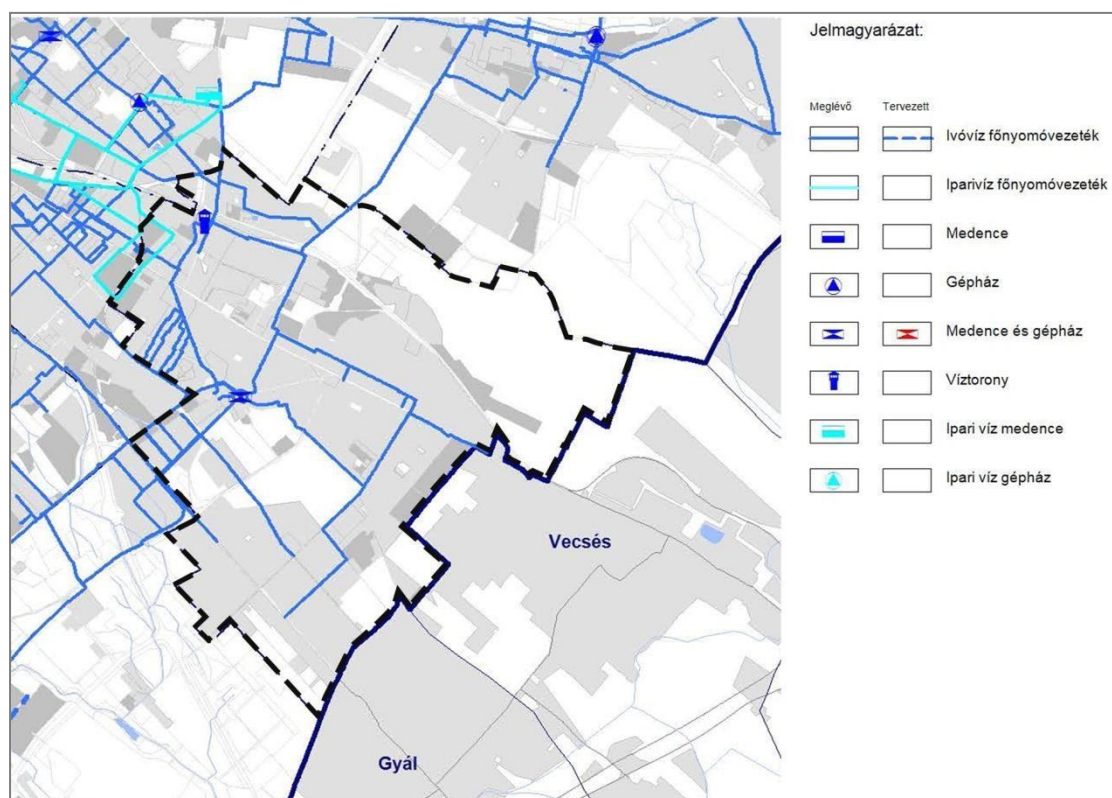 Jelmagyarázat:
Meglévő Tervezett
Ivóvíz főnyomóvezeték
Iparivíz főnyomóvezeték
Medence
Gépház
Medence és gépház
Víztorony
Ipari víz medence
Ipari víz gépház
Vecsés
Gyál